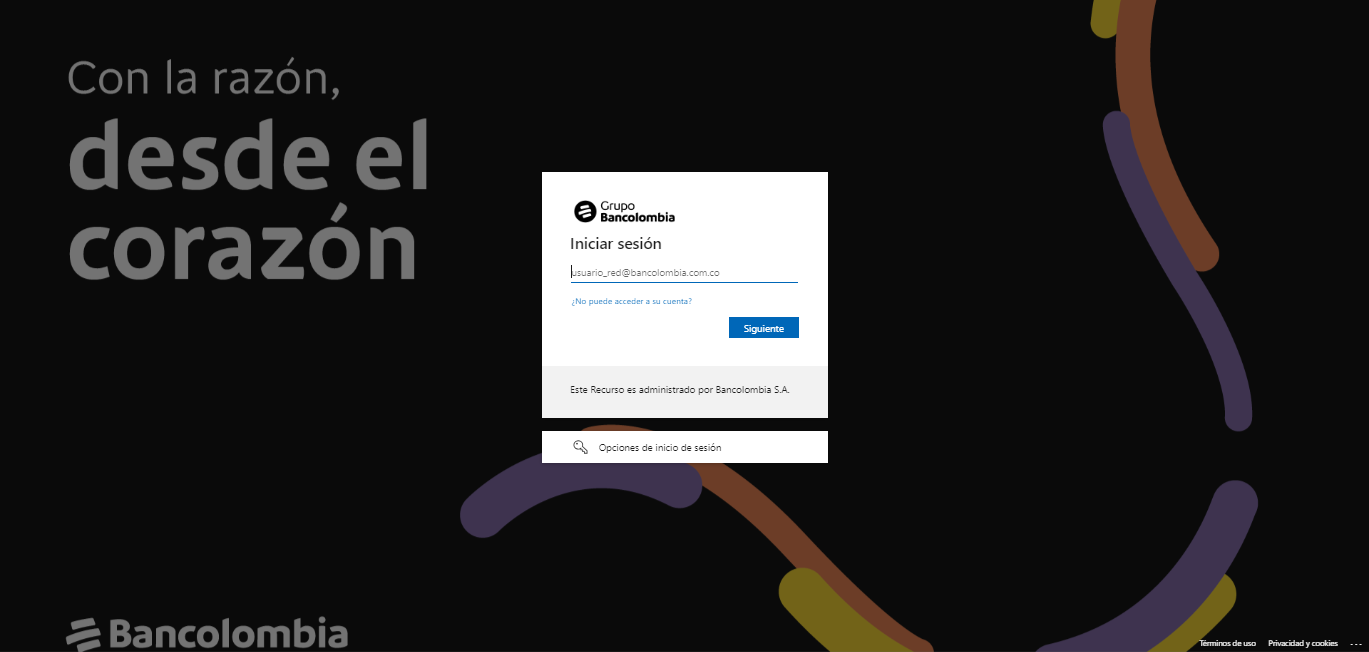 Con la razón,
desde el
corazón
Grupo
Bancolombia
Iniciar sesión
usuario_red@bancolombia.com.co
¿No puede acceder a su cuenta?
Siguiente
Este Recurso es administrado por Bancolombia S.A.
Opciones de inicio de sesión
Bancolombia
Términos de uso Privacidad y cookies ...